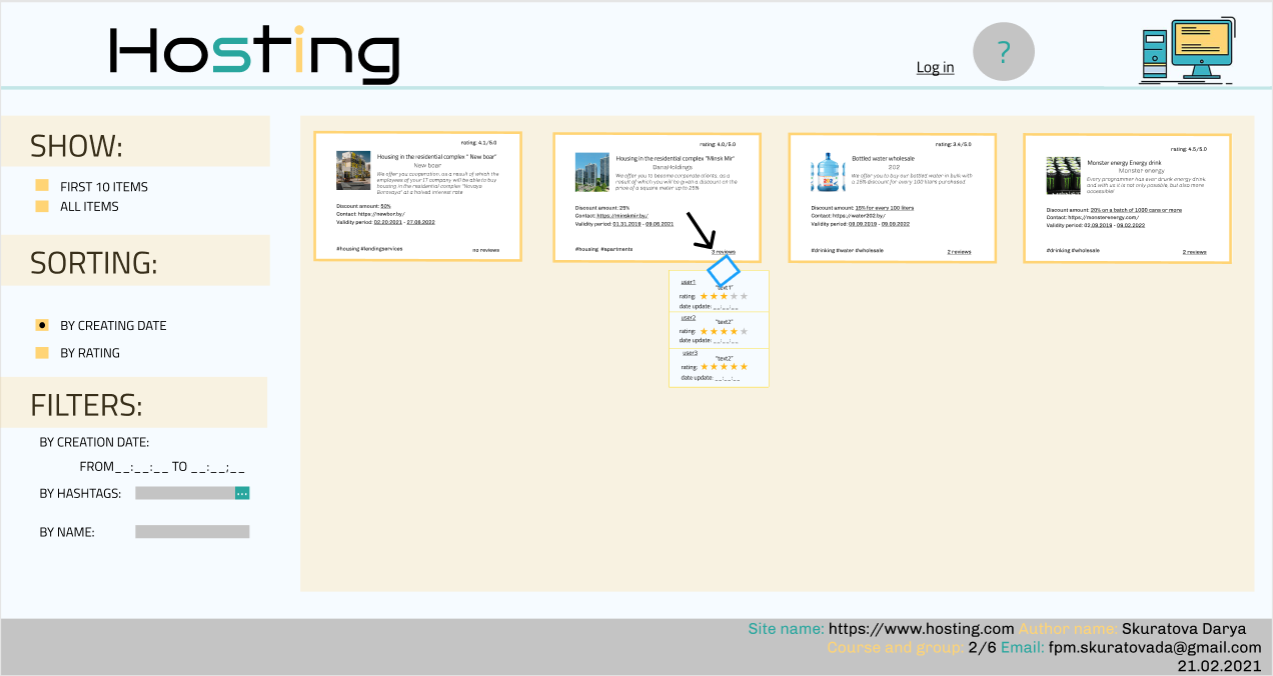 Hosting
Log in
?
SHOW:
FIRST 10 ITEMS
ALL ITEMS
SORTING:
BY CREATING DATE
BY RATING
FILTERS:
BY CREATION DATE:
FROM__:__:__ TO __:__;__
BY HASHTAGS:
...
BY NAME:
rating: 4.1/5.0
Housing in the residential complex " New boar"
New boar
We offer you cooperation, as a result of which the
employees of your IT company will be able to buy
housing in the residential complex "Novaya
Borovaya" at a halved interest rate
Discount amount: 50%
Contact: https://newbor.by/
Validity period: 02.20.2021 - 27.09.2022
#housing #lendingservices
no reviews
rating: 4.0/5.0
Housing in the residential complex "Minsk Mir"
Dana Holdings
We offer you to become corporate clients, as a
result of which you will be given a discount on the
price of a square meter up to 25%
Discount amount: 25%
Contact: https://minskmir.by/
Validity period: 01.31.2019 - 09.06.2021
#housing #apartments
3 reviews
user1
"text1"
rating:
date update: __:__:__
user2
"text2"
rating:
date update: __:__:__
user3
"text2"
rating:
date update: __:__:__
rating: 3.4/5.0
Bottled water wholesale
202
We offer you to buy our bottled water in bulk with
a 15% discount for every 100 liters purchased
Discount amount: 15% for every 100 liters
Contact: https://water202.by/
Validity period: 09.09.2019 - 09.09.2022
#drinking #water #wholesale
2 reviews
rating: 4.5/5.0
Monster energy Energy drink
Monster energy
Every programmer has ever drunk energy drink,
and with us it is not only possible, but also more
accessible!
Discount amount: 20% on a batch of 1000 cans or more
Contact: https://monsterenergy.com/
Validity period: 02.09.2019 - 09.02.2022
#drinking #wholesale
2 reviews
Site name: https://www.hosting.com Author name: Skuratova Darya
Course and group: 2/6 Email: fpm.skuratovada@gmail.com
21.02.2021